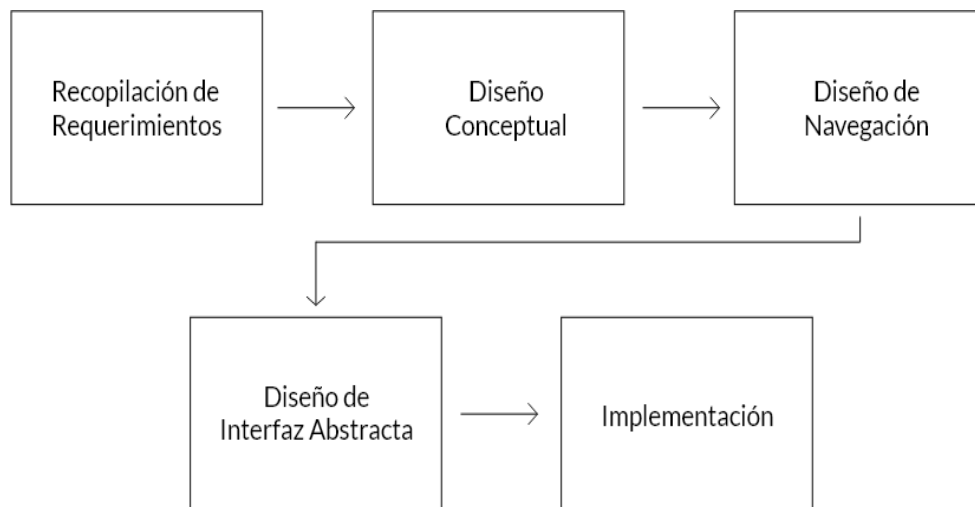 Recopilación de
Requerimientos
Diseño
Conceptual
Diseño de
Navegación
Diseño de
Interfaz Abstracta
Implementación